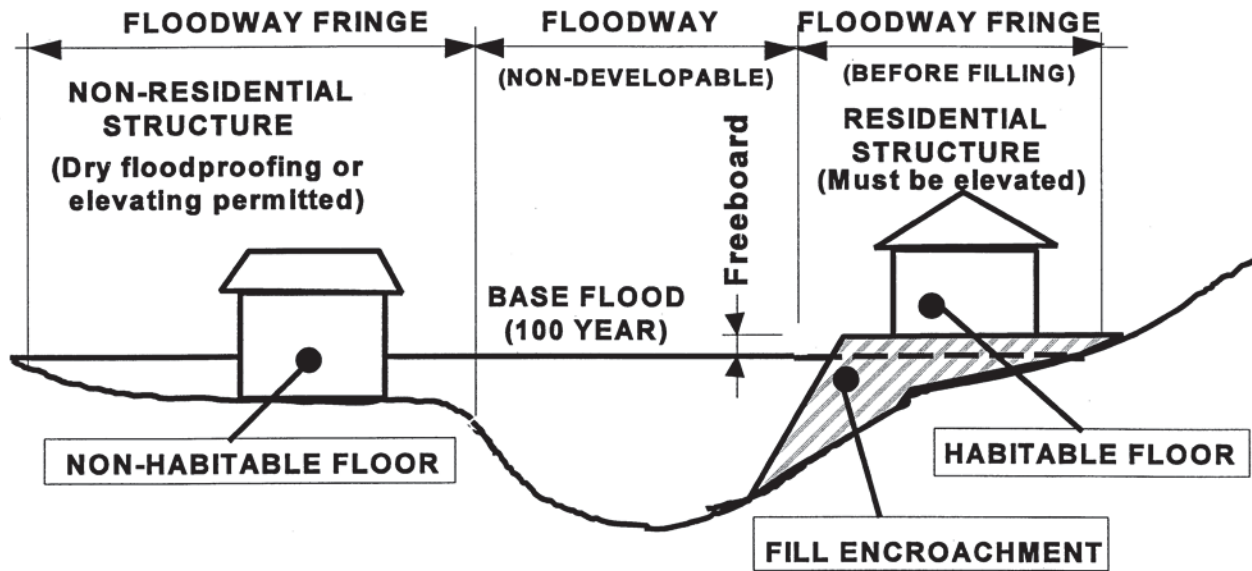 FLOODWAY FRINGE
FLOODWAY
FLOODWAY FRINGE
(NON-DEVELOPABLE)
(BEFORE FILLING)
NON-RESIDENTIAL
STRUCTURE
(Dry floodproofing or
elevating permitted)
RESIDENTIAL
STRUCTURE
(Must be elevated)
Freeboard
BASE FLOOD
(100 YEAR)
NON-HABITABLE FLOOR
HABITABLE FLOOR
FILL ENCROACHMENT